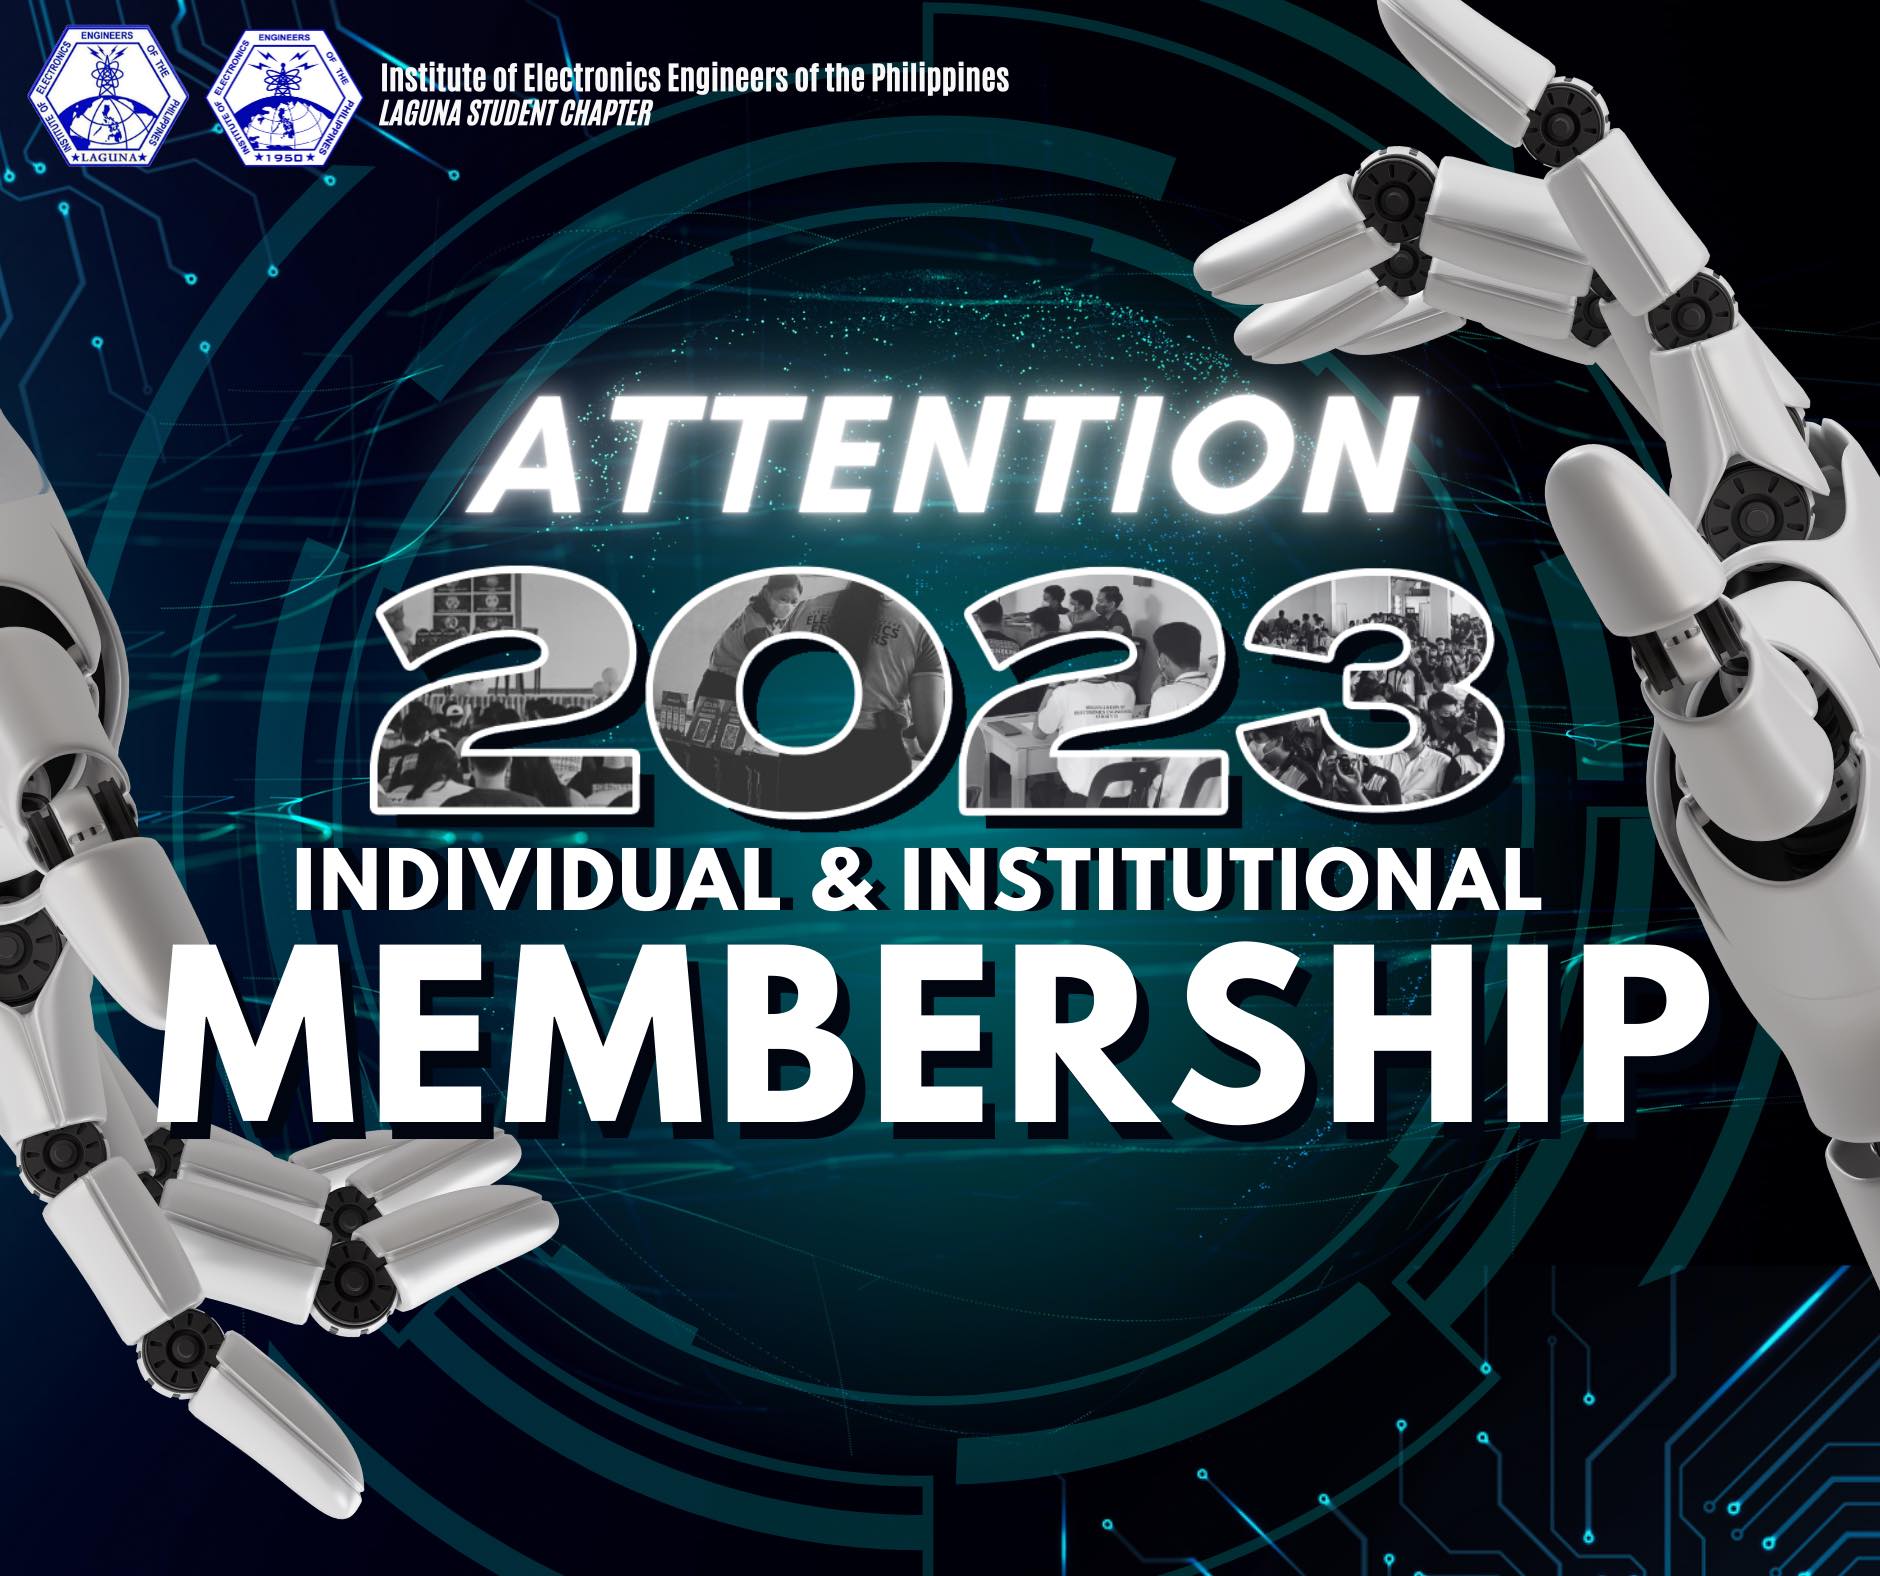 ENGINEERS
INSTITUTE OF ELECTRONICS
OF THE PHILIPPINES
★LAGUNA★
ENGINEERS
INSTITUTE OF ELECTRONICS
OF THE PHILIPPINES
★1950★
Institute of Electronics Engineers of the Philippines
LAGUNA STUDENT CHAPTER
ATTENTION
2023
INDIVIDUAL & INSTITUTIONAL
MEMBERSHIP